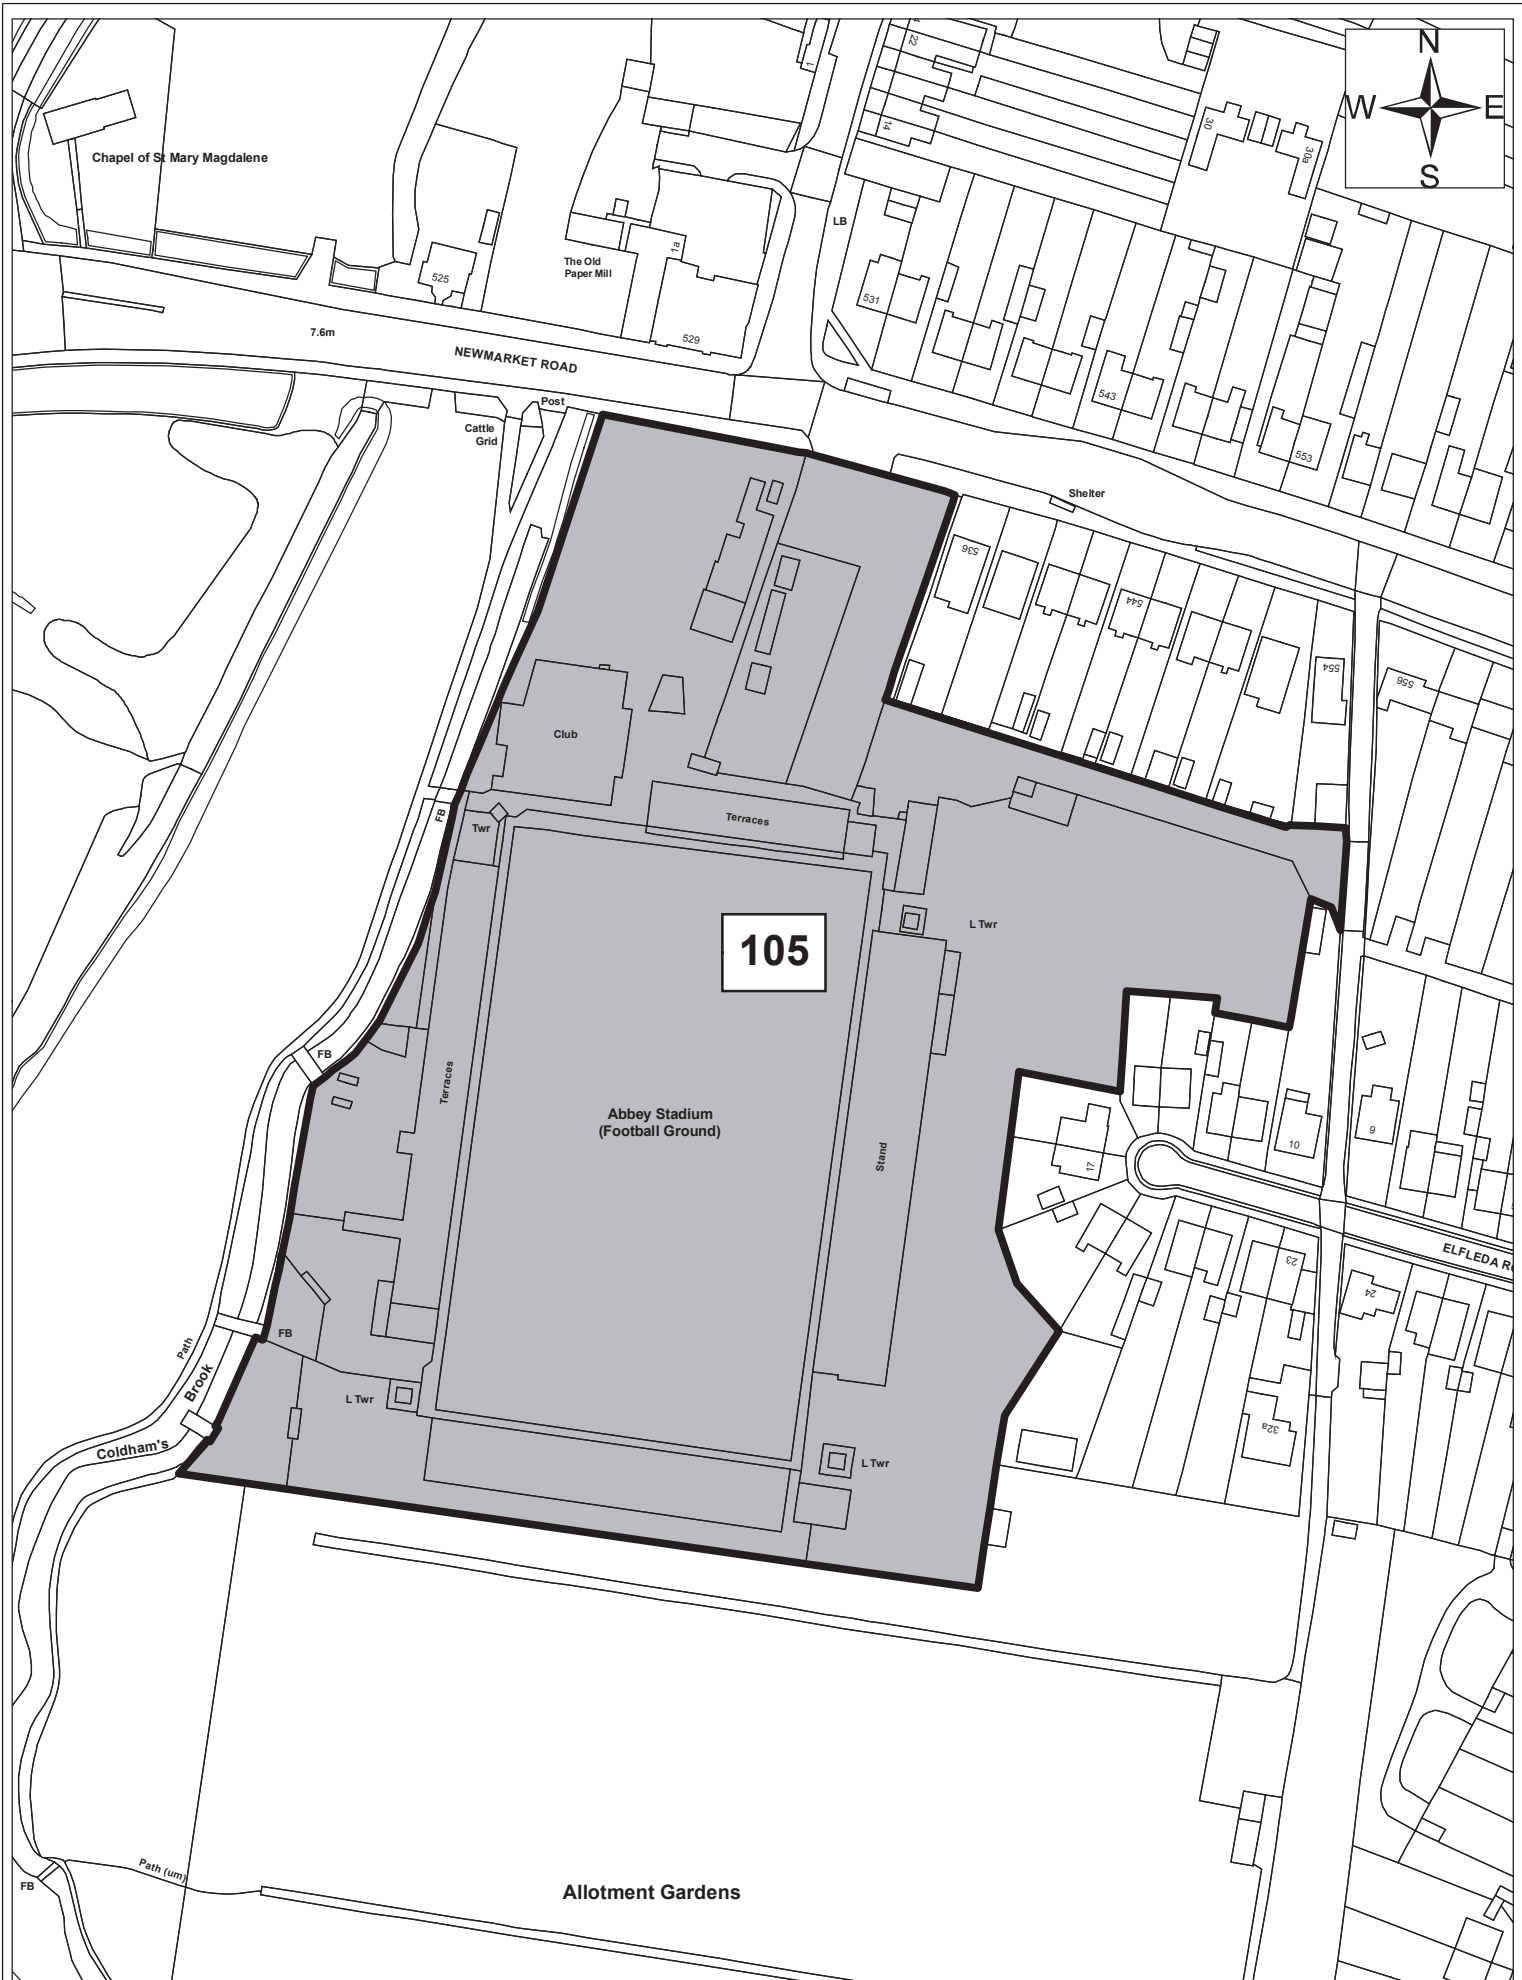 N
W E
S
1
22
14
30
30a
Chapel of St Mary Magdalene
LB
525
1a
The Old
Paper Mill
531
7.6m
529
NEWMARKET ROAD
543
553
Post
Cattle
Grid
Shelter
536
544
554
556
Club
FB
Twr
Terraces
105
L Twr
FB
Terraces
Abbey Stadium
(Football Ground)
Stand
17
10
9
ELFLEDA
23
24
FB
Path
Brook
L Twr
Coldham's
L Twr
32a
Path (um)
FB
Allotment Gardens